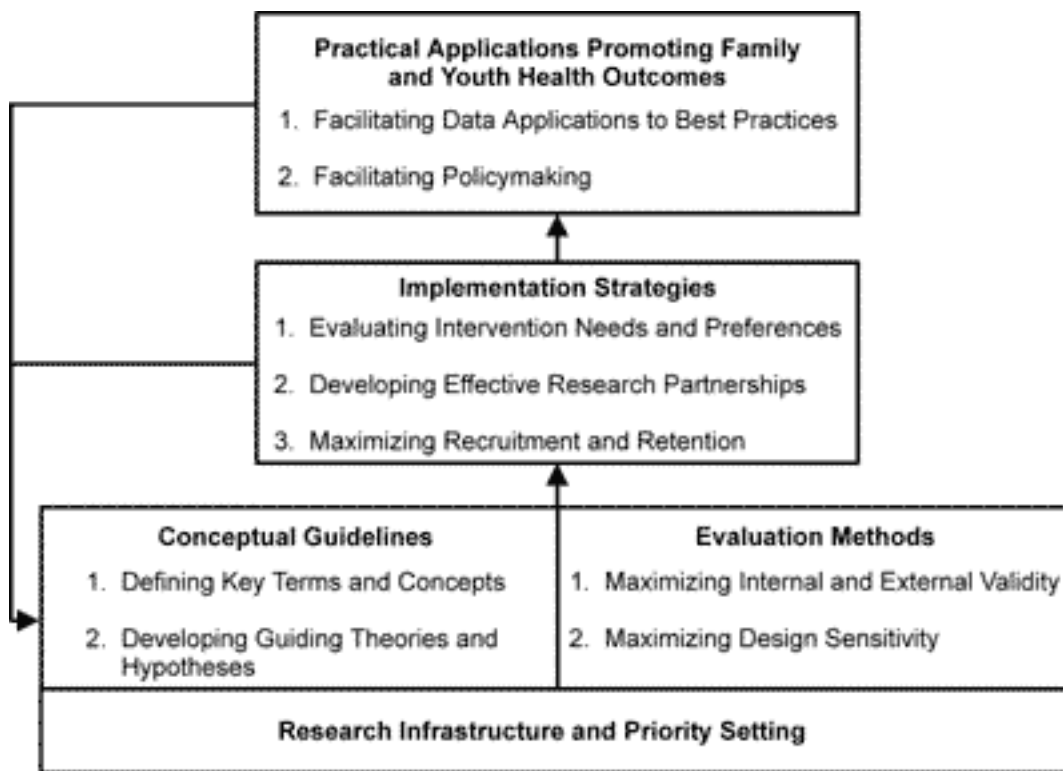 Practical Applications Promoting Family
and Youth Health Outcomes
1. Facilitating Data Applications to Best Practices
2. Facilitating Policymaking
Implementation Strategies
1. Evaluating Intervention Needs and Preferences
2. Developing Effective Research Partnerships
3. Maximizing Recruitment and Retention
Conceptual Guidelines
1. Defining Key Terms and Concepts
2. Developing Guiding Theories and
Hypotheses
Evaluation Methods
1. Maximizing Internal and External Validity
2. Maximizing Design Sensitivity
Research Infrastructure and Priority Setting